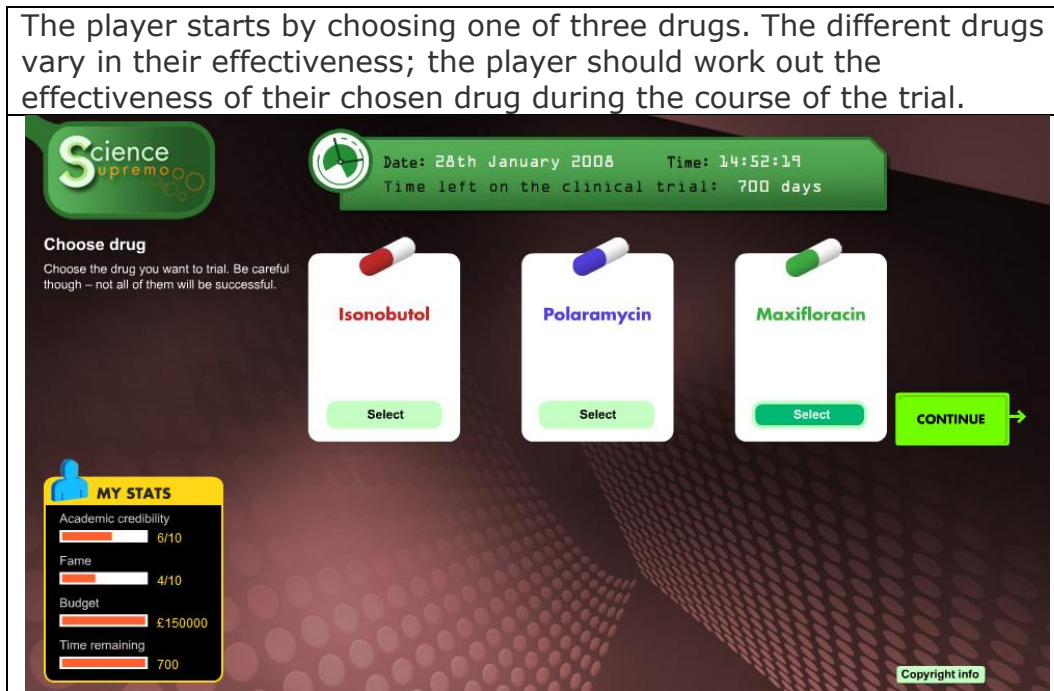 The player starts by choosing one of three drugs. The different drugs
vary in their effectiveness; the player should work out the
effectiveness of their chosen drug during the course of the trial.
Science
Supremo
Date: 28th January 2008 Time: 14:52:19
Time left on the clinical trial: 700 days
Choose drug
Choose the drug you want to trial. Be careful
though – not all of them will be successful.
Isonobutol
Polaramycin
Maxifloracin
Select
Select
Select
CONTINUE
MY STATS
Academic credibility
6/10
Fame
4/10
Budget
£150000
Time remaining
700
Copyright info